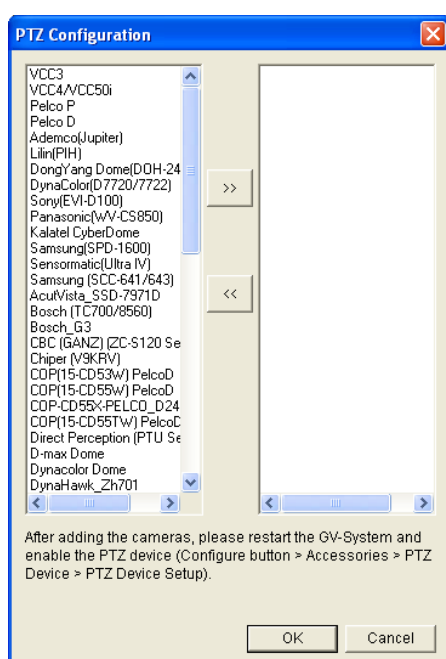 PTZ Configuration
VCC3
VCC4/VCC50i
Pelco P
Pelco D
Ademco(Jupiter)
Lilin(PIH)
DongYang Dome(DOH-24
DynaColor(D7720/7722)
Sony(EVI-D100)
Panasonic(WV-CS850)
Kalatel CyberDome
Samsung(SPD-1600)
Sensormatic(Ultra IV)
Samsung (SCC-641/643)
AcutVista_SSD-7971D
Bosch (TC700/8560)
Bosch_G3
CBC (GANZ) (ZC-S120 Se
Chiper (V9KRV)
COP(15-CD53W) PelcoD
COP(15-CD55W) PelcoD
COP-CD55X-PELCO_D24
COP(15-CD55TW) PelcoD
Direct Perception (PTU Se
D-max Dome
Dynacolor Dome
DynaHawk_Zh701
>>
<<
After adding the cameras, please restart the GV-System and
enable the PTZ device (Configure button > Accessories > PTZ
Device > PTZ Device Setup).
OK Cancel